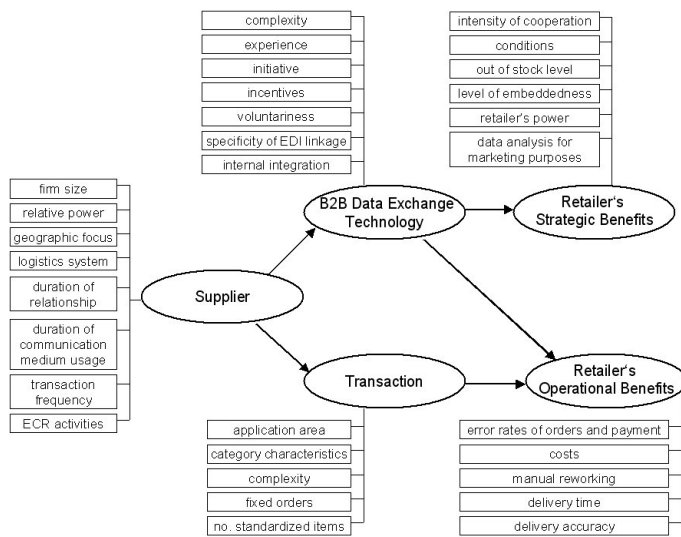 complexity
experience
initiative
incentives
voluntariness
specificity of EDI linkage
internal integration
intensity of cooperation
conditions
out of stock level
level of embeddedness
retailer's power
data analysis for
marketing purposes
firm size
relative power
geographic focus
logistics system
duration of
relationship
duration of
communication
medium usage
transaction
frequency
ECR activities
B2B Data Exchange
Technology
Retailer‘s
Strategic Benefits
Supplier
Transaction
Retailer‘s
Operational Benefits
application area
category characteristics
complexity
fixed orders
no. standardized items
error rates of orders and payment
costs
manual reworking
delivery time
delivery accuracy